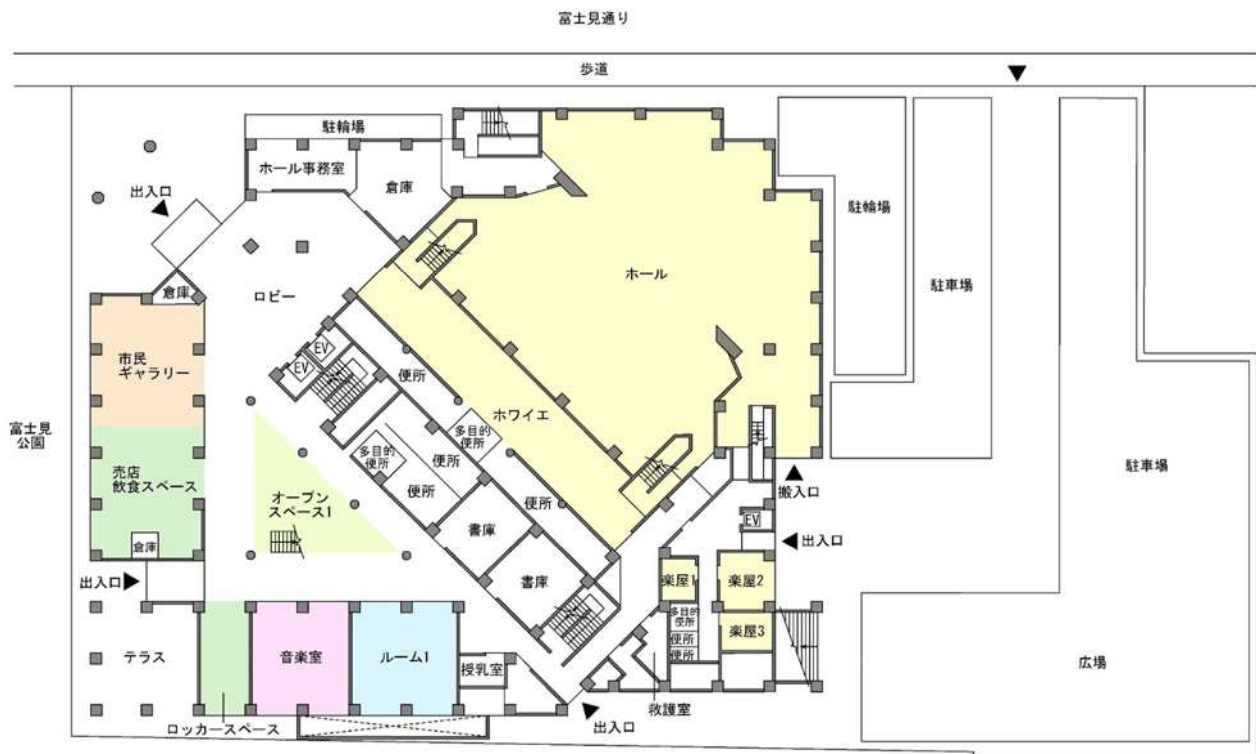 富士見通り
歩道
駐輪場
ホール事務室
倉庫
出入口
駐輪場
ホール
倉庫
ロビー
駐車場
EV
EV
市民
ギャラリー
便所
ホワイエ
富士見
公園
多目的
便所
多目的
便所
便所
駐車場
売店
飲食スペース
便所
搬入口
オープン
スペース1
便所
書庫
EV
出入口
倉庫
出入口
書庫
楽屋1
楽屋2
多目的
便所
便所
便所
楽屋3
テラス
音楽室
ルーム1
授乳室
広場
ロッカースペース
出入口
救護室